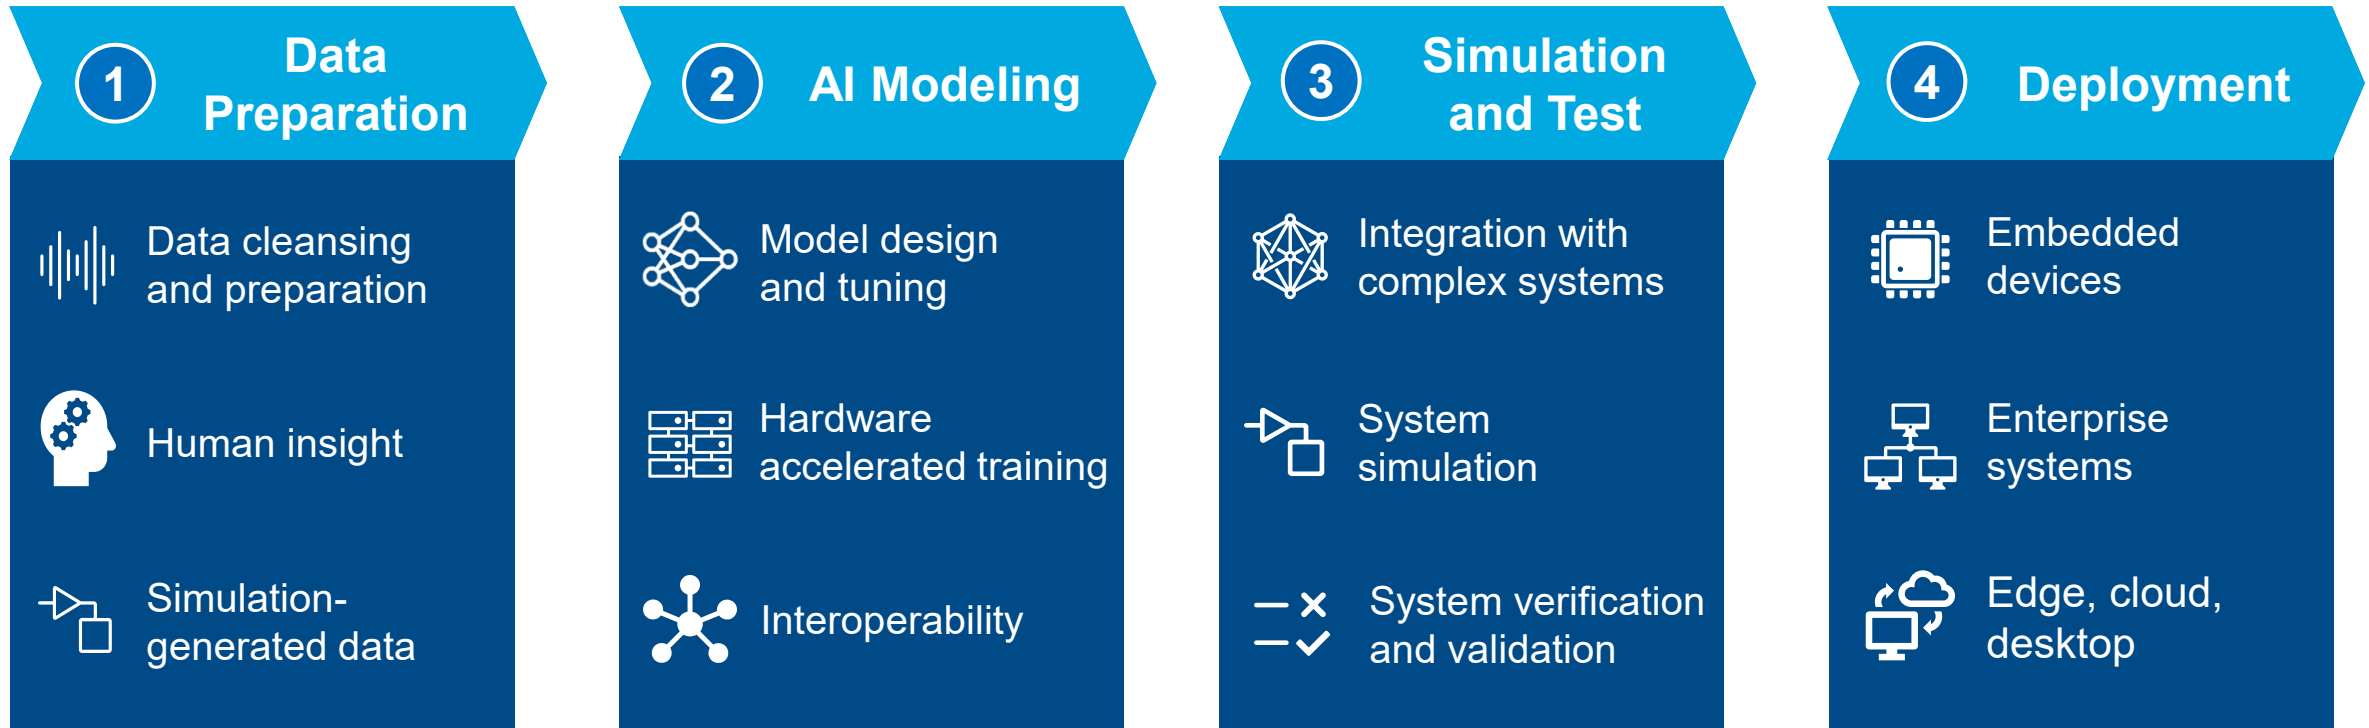 1
Data
Preparation
Data cleansing
and preparation
Human insight
Simulation-
generated data
2
AI Modeling
Model design
and tuning
Hardware
accelerated training
Interoperability
3
Simulation
and Test
Integration with
complex systems
System
simulation
System verification
and validation
4
Deployment
Embedded
devices
Enterprise
systems
Edge, cloud,
desktop